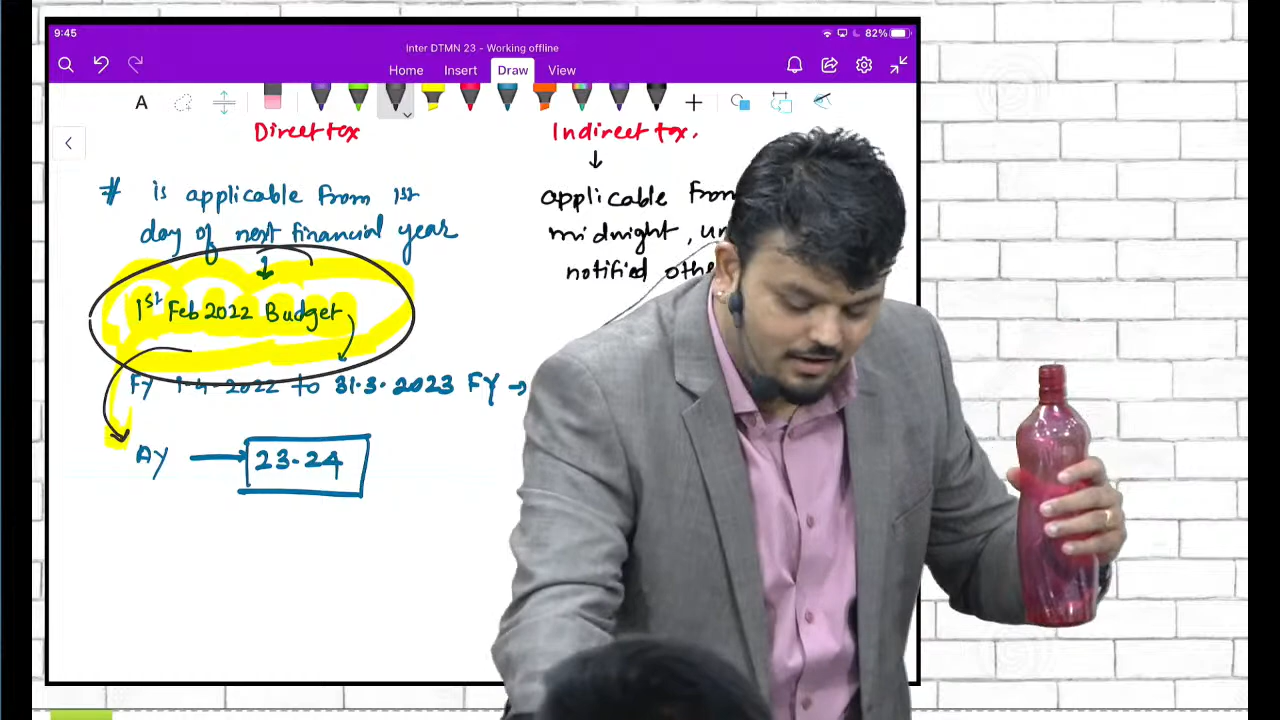 9:45
82%
Inter DTMN 23 - Working offline
Home Insert Draw View
A
Direct tax
Indirect tax.
# is applicable from 1st
day of next financial year
applicable From
midnight,
notified
1st Feb 2022 Budget
FY 1-4-2022 to 31.3.2023 FY →
AY → 23-24